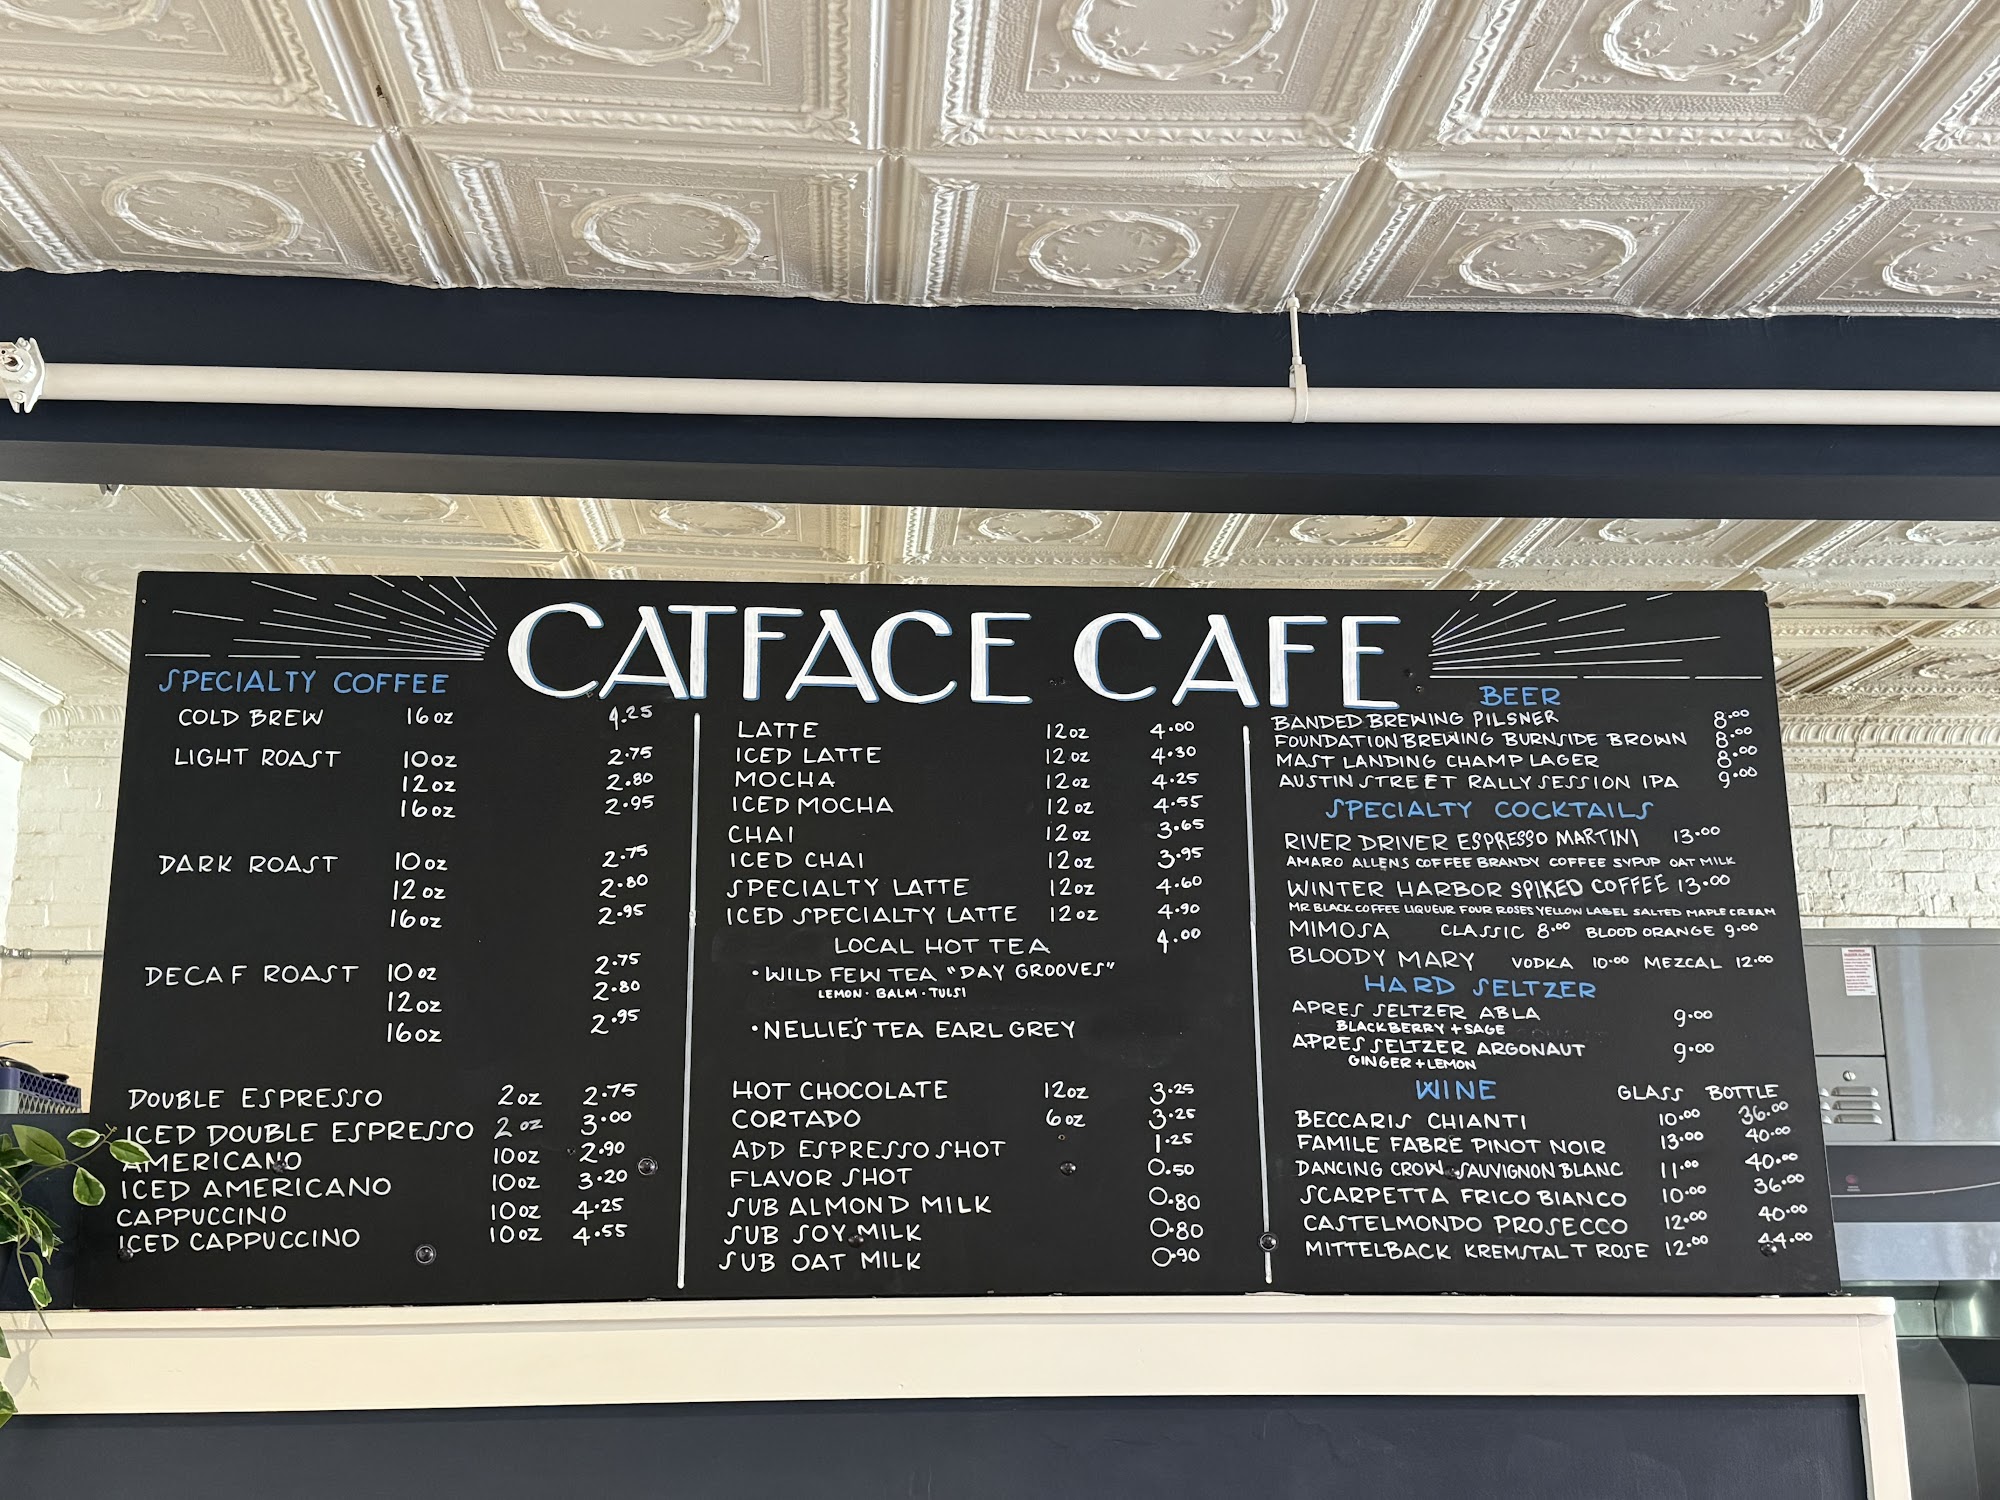 CATFACE CAFE
SPECIALTY COFFEE
COLD BREW 16oz 4.25
LIGHT ROAST 10oz 2.75
12oz 2.80
16oz 2.95
DARK ROAST 10oz 2.75
12oz 2.80
16oz 2.95
DECAF ROAST 10oz 2.75
12oz 2.80
16oz 2.95
DOUBLE ESPRESSO 2oz 2.75
ICED DOUBLE ESPRESSO 2oz 3.00
AMERICANO 10oz 2.90
ICED AMERICANO 10oz 3.20
CAPPUCCINO 10oz 4.25
ICED CAPPUCCINO 10oz 4.55
LATTE 12oz 4.00
ICED LATTE 12oz 4.30
MOCHA 12oz 4.25
ICED MOCHA 12oz 4.55
CHAI 12oz 3.65
ICED CHAI 12oz 3.95
SPECIALTY LATTE 12oz 4.60
ICED SPECIALTY LATTE 12oz 4.90
LOCAL HOT TEA 4.00
• WILD FEW TEA "DAY GROOVES"
LEMON • BALM • TULSI
• NELLIE'S TEA EARL GREY
HOT CHOCOLATE 12oz 3.25
CORTADO 6oz 3.25
ADD ESPRESSO SHOT 1.25
FLAVOR SHOT 0.50
SUB ALMOND MILK 0.80
SUB SOY MILK 0.80
SUB OAT MILK 0.90
BEER
BANDED BREWING PILSNER 8.00
FOUNDATION BREWING BURNSIDE BROWN 8.00
MAST LANDING CHAMP LAGER 8.00
AUSTIN STREET RALLY SESSION IPA 9.00
SPECIALTY COCKTAILS
RIVER DRIVER ESPRESSO MARTINI 13.00
AMARO ALLENS COFFEE BRANDY COFFEE SYPUP OAT MILK
WINTER HARBOR SPIKED COFFEE 13.00
MR BLACK COFFEE LIQUEUR FOUR ROSES YELLOW LABEL SALTED MAPLE CREAM
MIMOSA CLASSIC 8.00 BLOOD ORANGE 9.00
BLOODY MARY VODKA 10.00 MEZCAL 12.00
HARD SELTZER
APRES SELTZER ABLA 9.00
BLACKBERRY + SAGE
APRES SELTZER ARGONAUT 9.00
GINGER + LEMON
WINE GLASS BOTTLE
BECCARIS CHIANTI 10.00 36.00
FAMILE FABRE PINOT NOIR 13.00 40.00
DANCING CROW SAUVIGNON BLANC 11.00 40.00
SCARPETTA FRICO BIANCO 10.00 36.00
CASTELMONDO PROSECCO 12.00 40.00
MITTELBACK KREMSTALT ROSE 12.00 44.00